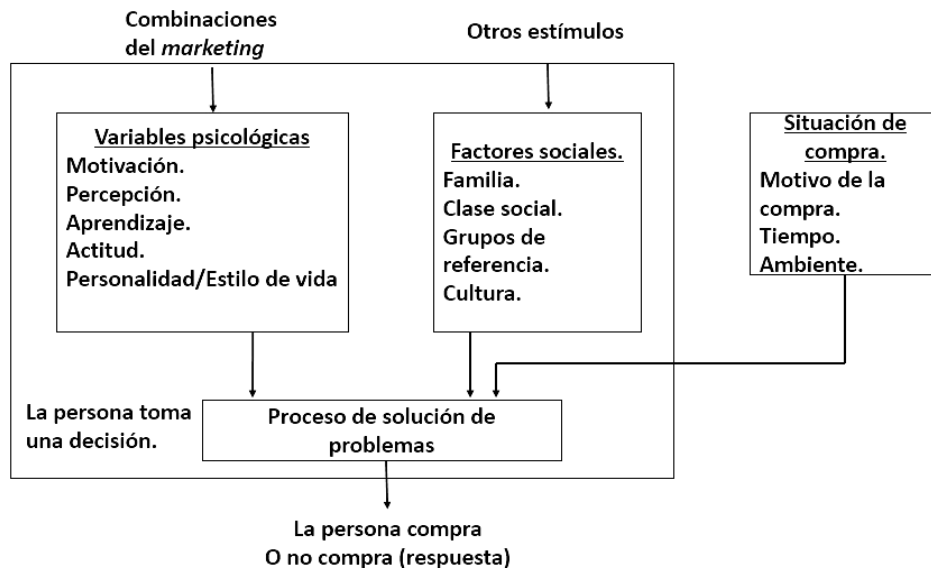 Combinaciones
del marketing
Otros estímulos
Variables psicológicas
Motivación.
Percepción.
Aprendizaje.
Actitud.
Personalidad/Estilo de vida
Factores sociales.
Familia.
Clase social.
Grupos de
referencia.
Cultura.
Situación de
compra.
Motivo de la
compra.
Tiempo.
Ambiente.
La persona toma
una decisión.
Proceso de solución de
problemas
La persona compra
O no compra (respuesta)